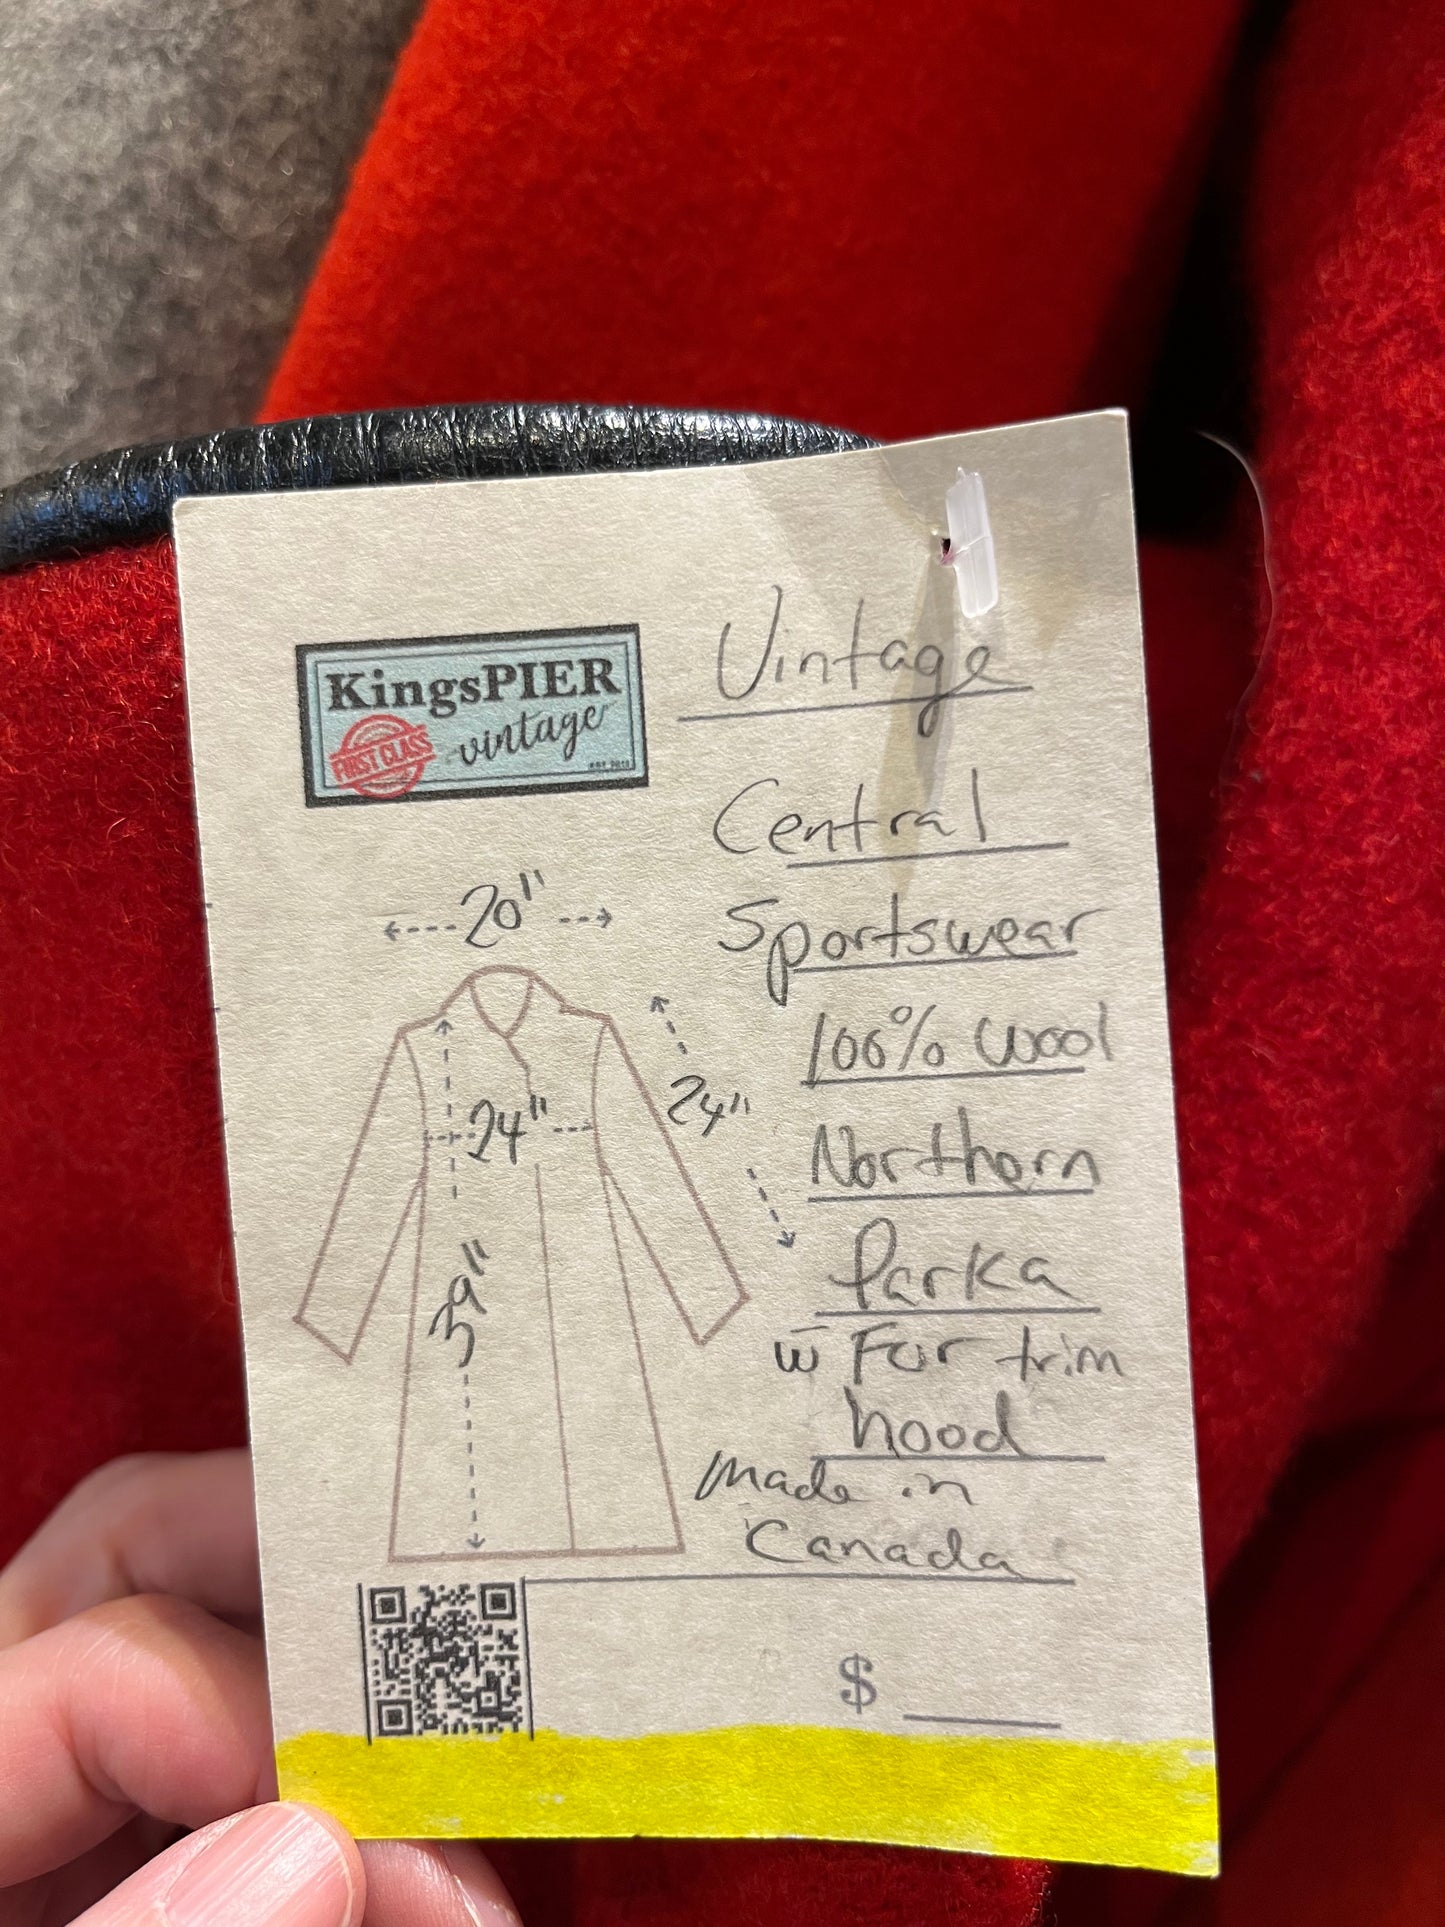 KingsPIER
vintage
FIRST CLASS
Vintage
Central
Sportswear
100% Wool
Northern
Parka
w̄ Fur trim
hood
made in
Canada
20"
24"
24"
39"
$